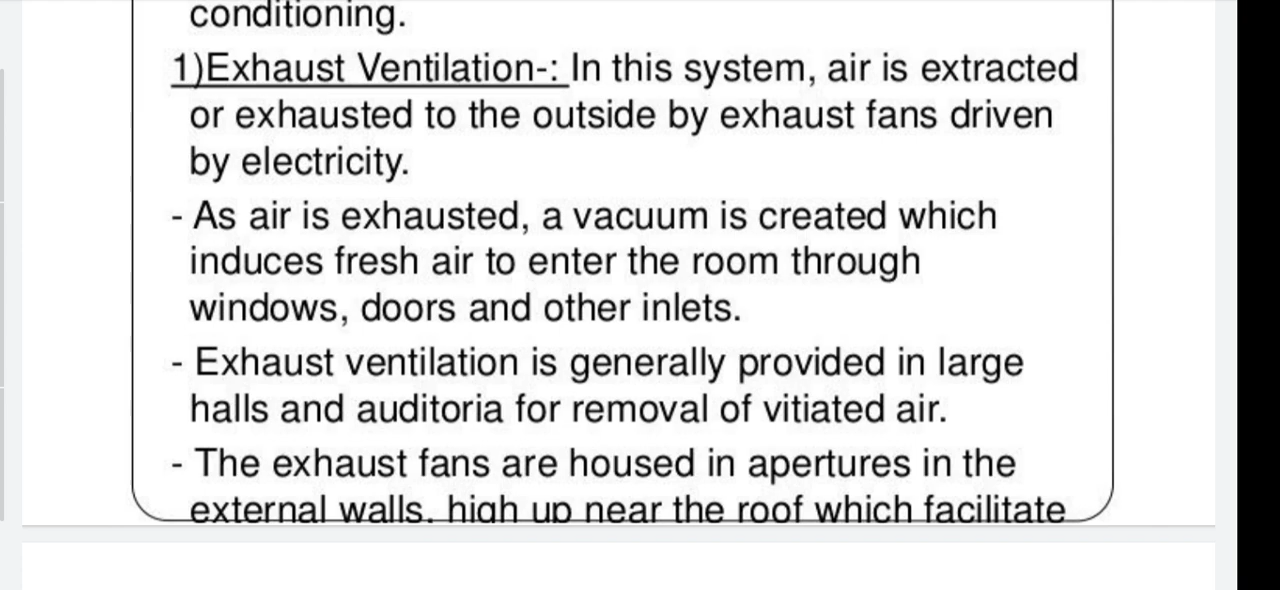 conditioning.
1)Exhaust Ventilation-: In this system, air is extracted
or exhausted to the outside by exhaust fans driven
by electricity.
- As air is exhausted, a vacuum is created which
induces fresh air to enter the room through
windows, doors and other inlets.
- Exhaust ventilation is generally provided in large
halls and auditoria for removal of vitiated air.
- The exhaust fans are housed in apertures in the
external walls, high up near the roof which facilitate